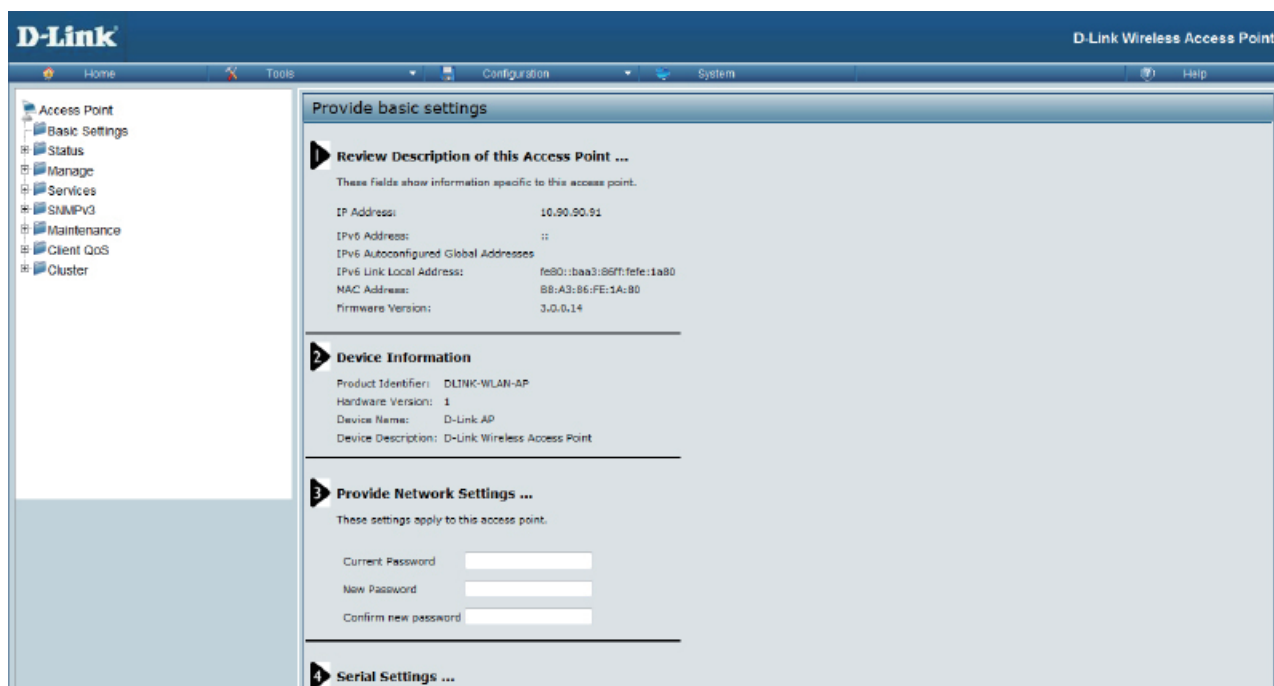 D-Link
D-Link Wireless Access Point
Home Tools Configuration System Help
Access Point
Basic Settings
Status
Manage
Services
SNMPv3
Maintenance
Client QoS
Cluster
Provide basic settings
1 Review Description of this Access Point ...
These fields show information specific to this access point.
IP Address: 10.90.90.91
IPv6 Address: ::
IPv6 Autoconfigured Global Addresses
IPv6 Link Local Address: fe80::baa3:86ff:fefe:1a80
MAC Address: B8:A3:86:FE:1A:80
Firmware Version: 3.0.0.14
2 Device Information
Product Identifier: DLINK-WLAN-AP
Hardware Version: 1
Device Name: D-Link AP
Device Description: D-Link Wireless Access Point
3 Provide Network Settings ...
These settings apply to this access point.
Current Password
New Password
Confirm new password
4 Serial Settings ...